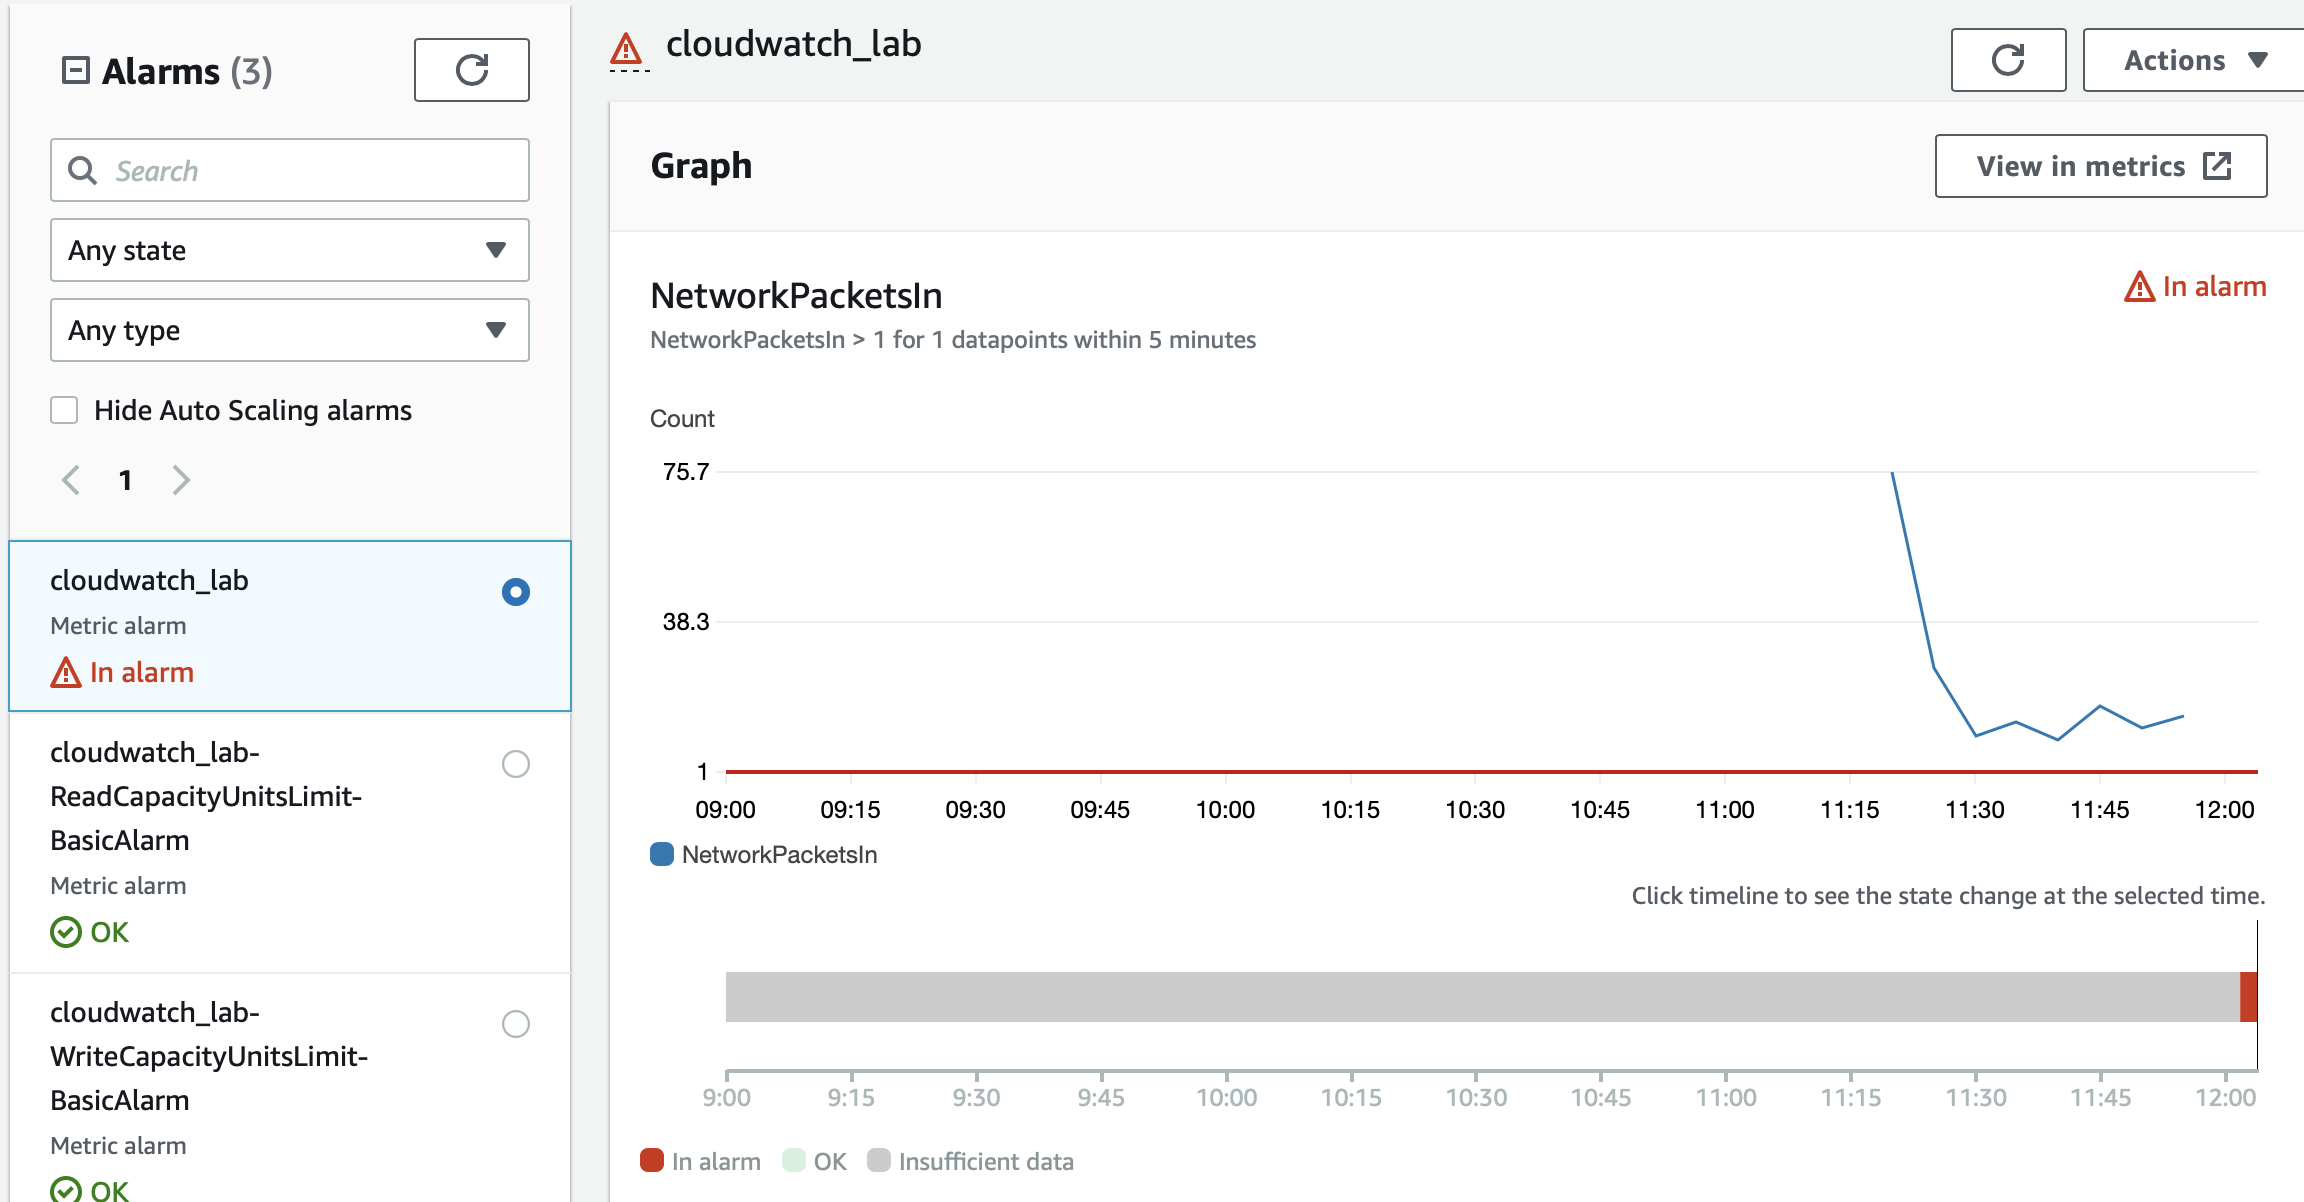 Alarms (3)
Search
Any state
Any type
Hide Auto Scaling alarms
1
cloudwatch_lab
Metric alarm
In alarm
cloudwatch_lab-
ReadCapacityUnitsLimit-
BasicAlarm
Metric alarm
OK
cloudwatch_lab-
WriteCapacityUnitsLimit-
BasicAlarm
Metric alarm
OK
cloudwatch_lab
Actions
Graph
View in metrics
NetworkPacketsIn
In alarm
NetworkPacketsIn > 1 for 1 datapoints within 5 minutes
Count
75.7
38.3
1
09:00 09:15 09:30 09:45 10:00 10:15 10:30 10:45 11:00 11:15 11:30 11:45 12:00
NetworkPacketsIn
Click timeline to see the state change at the selected time.
9:00 9:15 9:30 9:45 10:00 10:15 10:30 10:45 11:00 11:15 11:30 11:45 12:00
In alarm OK Insufficient data